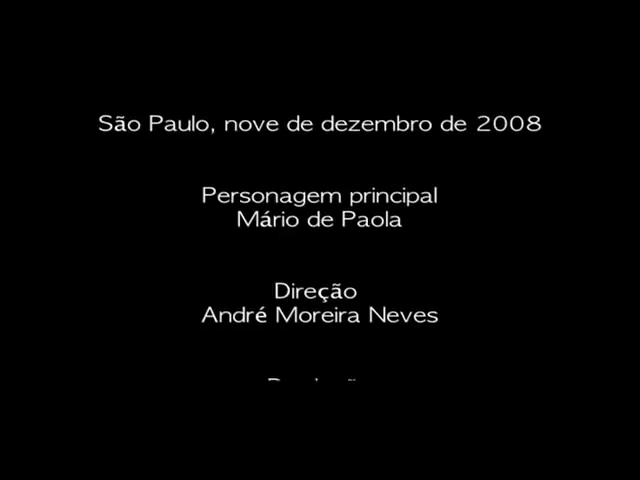 São Paulo, nove de dezembro de 2008
Personagem principal
Mário de Paola
Direção
André Moreira Neves